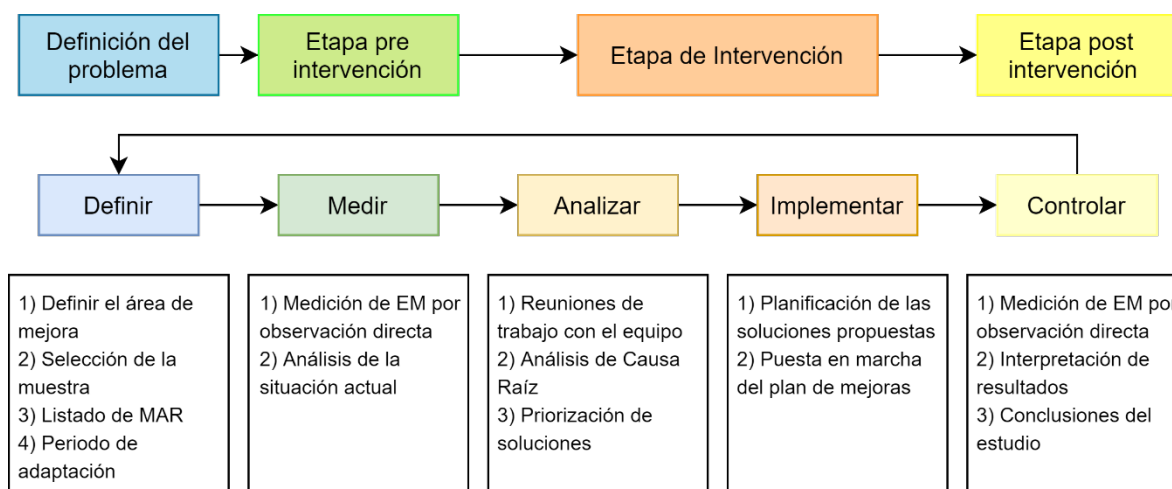 Definición del
problema
Etapa pre
intervención
Etapa de Intervención
Etapa post
intervención
Definir
Medir
Analizar
Implementar
Controlar
1) Definir el área de
mejora
2) Selección de la
muestra
3) Listado de MAR
4) Periodo de
adaptación
1) Medición de EM por
observación directa
2) Análisis de la
situación actual
1) Reuniones de
trabajo con el equipo
2) Análisis de Causa
Raíz
3) Priorización de
soluciones
1) Planificación de las
soluciones propuestas
2) Puesta en marcha
del plan de mejoras
1) Medición de EM por
observación directa
2) Interpretación de
resultados
3) Conclusiones del
estudio